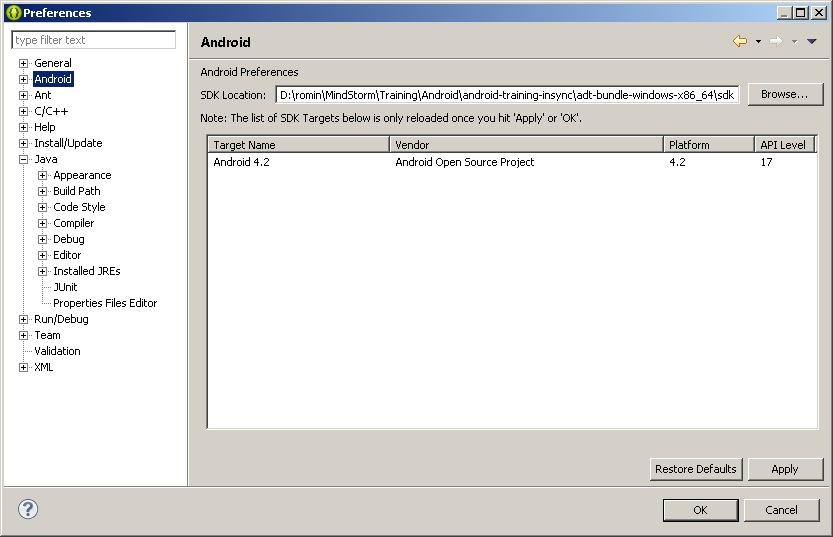 Preferences
type filter text
General
Android
Ant
C/C++
Help
Install/Update
Java
Appearance
Build Path
Code Style
Compiler
Debug
Editor
Installed JREs
JUnit
Properties Files Editor
Run/Debug
Team
Validation
XML
Android
Android Preferences
SDK Location: D:\romin\MindStorm\Training\Android\android-training-insync\adt-bundle-windows-x86_64\sdk Browse...
Note: The list of SDK Targets below is only reloaded once you hit 'Apply' or 'OK'.
Target Name Vendor Platform API Level
Android 4.2 Android Open Source Project 4.2 17
Restore Defaults Apply
? OK Cancel